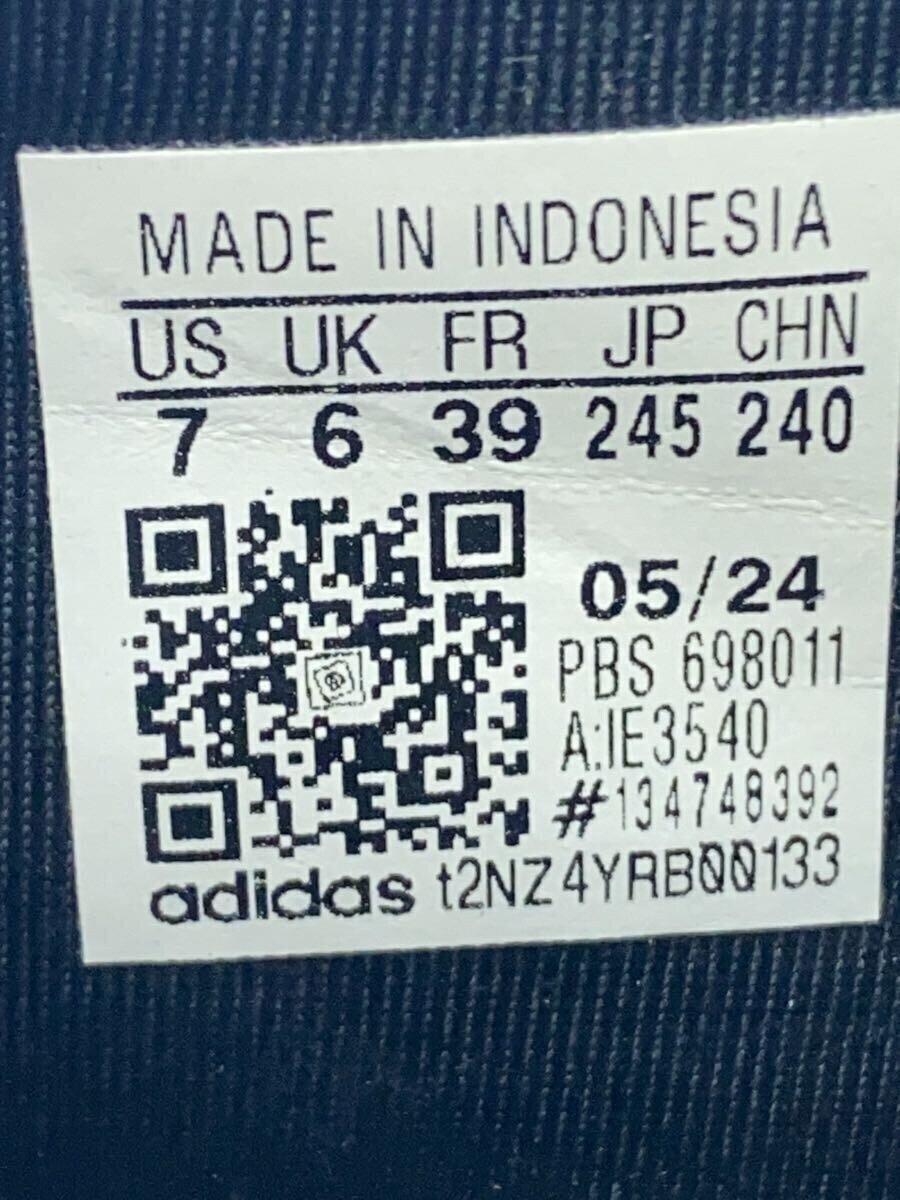 MADE IN INDONESIA
US UK FR JP CHN
7 6 39 245 240
05/24
PBS 698011
A:IE3540
#134748392
adidas t2NZ4YRB00133